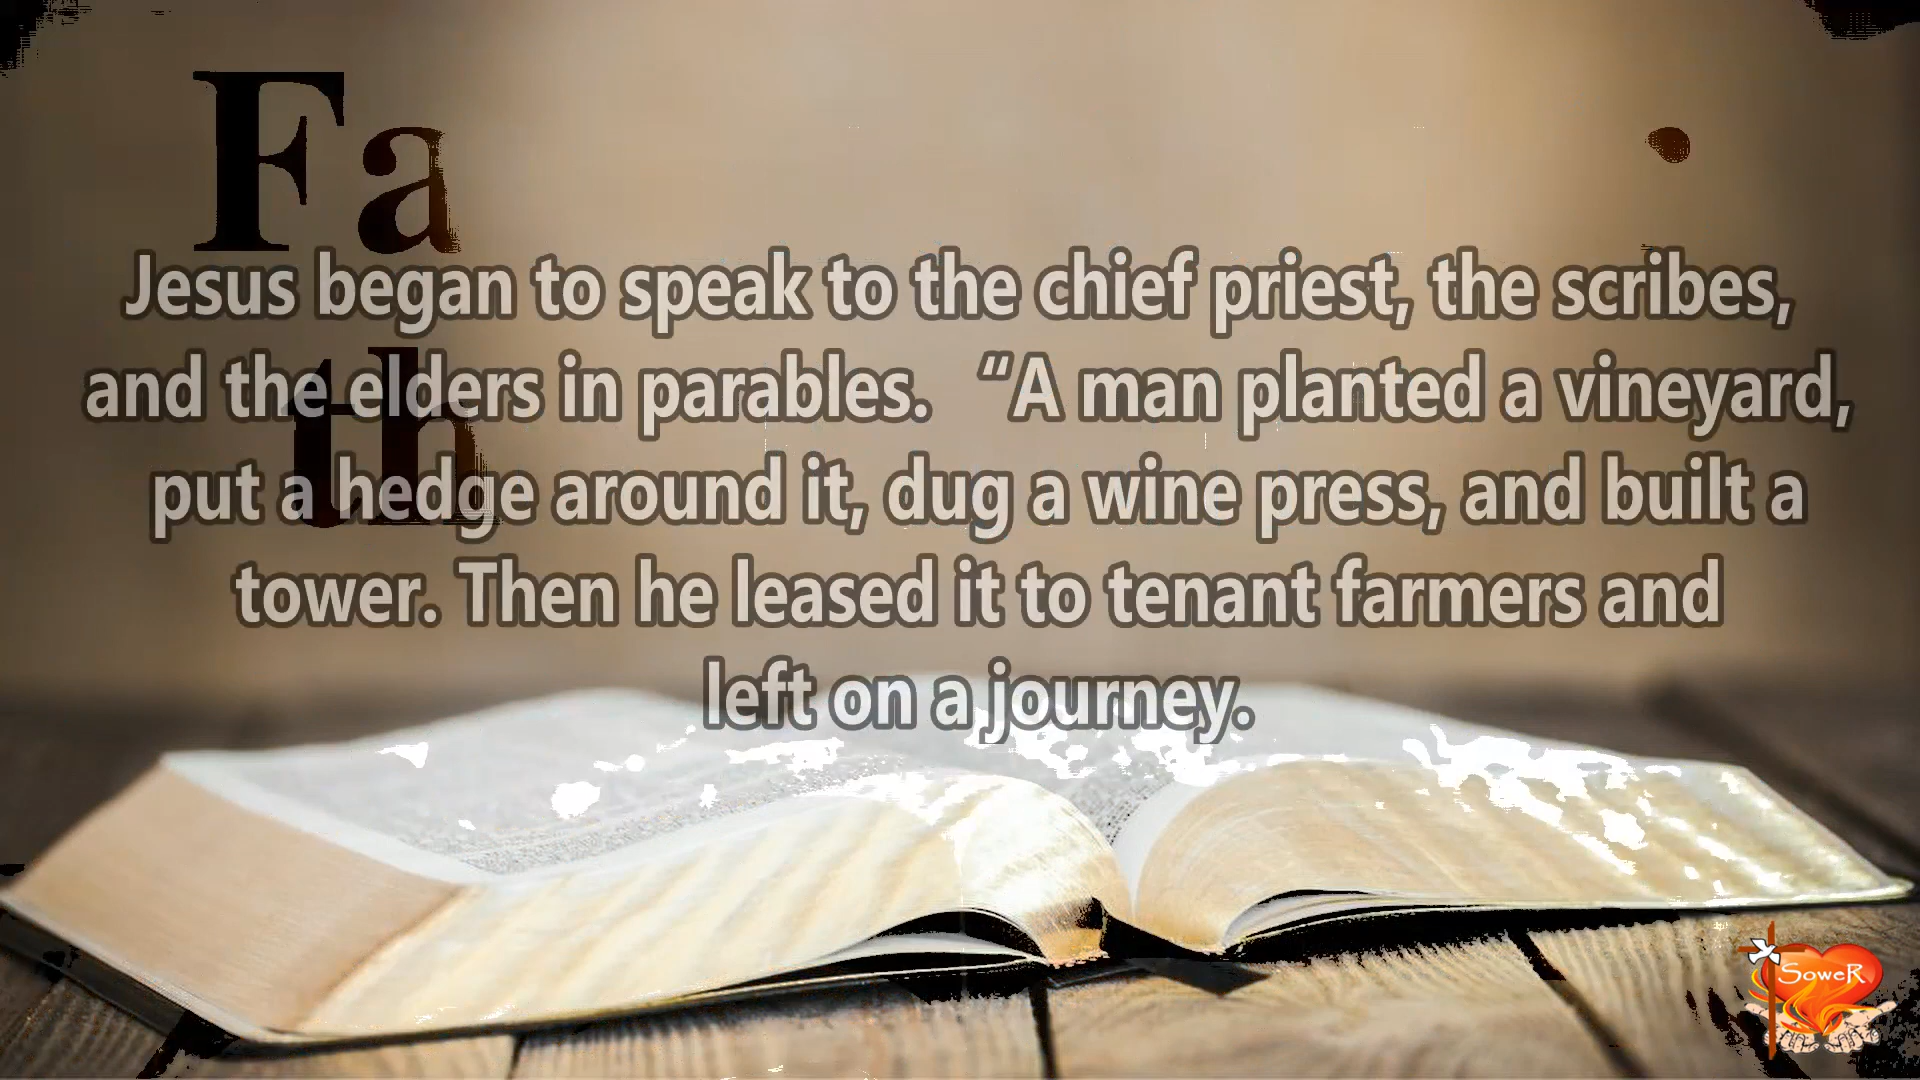 Fa
th
Jesus began to speak to the chief priest, the scribes,
and the elders in parables. “A man planted a vineyard,
put a hedge around it, dug a wine press, and built a
tower. Then he leased it to tenant farmers and
left on a journey.
SoweR